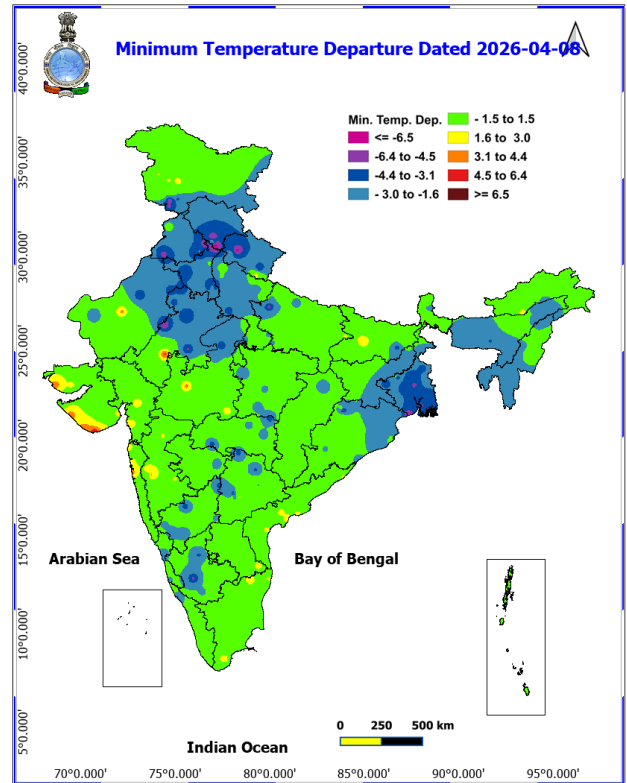 Minimum Temperature Departure Dated 2026-04-08
40°0.000'
35°0.000'
30°0.000'
25°0.000'
20°0.000'
15°0.000'
10°0.000'
5°0.000'
Min. Temp. Dep.
<= -6.5
-6.4 to -4.5
-4.4 to -3.1
- 3.0 to -1.6
- 1.5 to 1.5
1.6 to 3.0
3.1 to 4.4
4.5 to 6.4
>= 6.5
Arabian Sea
Bay of Bengal
Indian Ocean
0 250 500 km
70°0.000' 75°0.000' 80°0.000' 85°0.000' 90°0.000' 95°0.000'